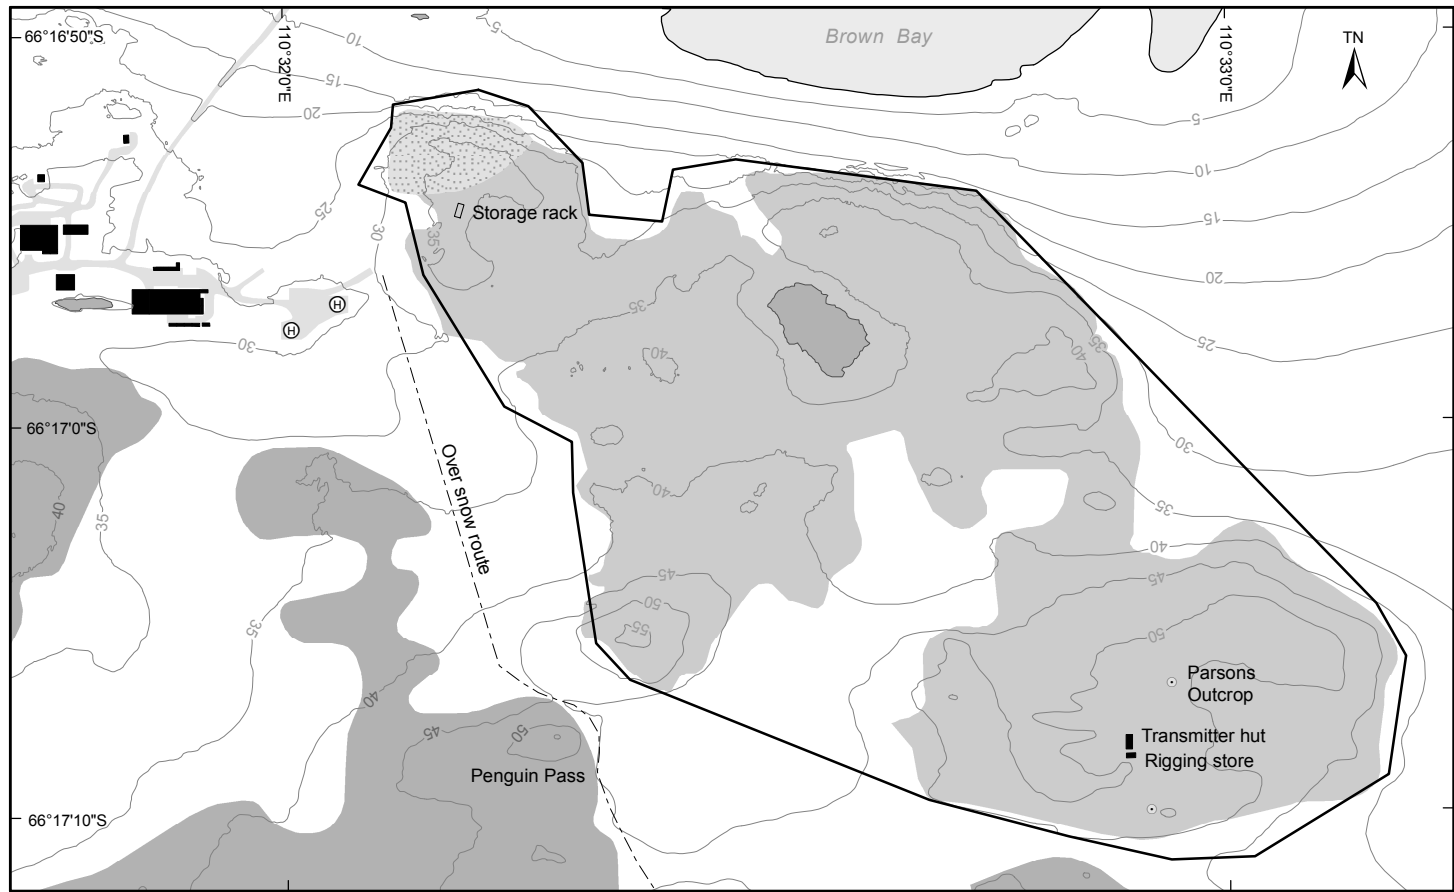 66°16'50"S
110°32'0"E
Brown Bay
110°33'0"E
TN
5
10
15
20
5
10
15
20
25
25
30
35
Storage rack
H
H
30
35
40
35
40
30
66°17'0"S
Over snow route
40
35
40
35
40
45
45
50
55
50
35
40
45
50
Parsons
Outcrop
Transmitter hut
Rigging store
Penguin Pass
66°17'10"S